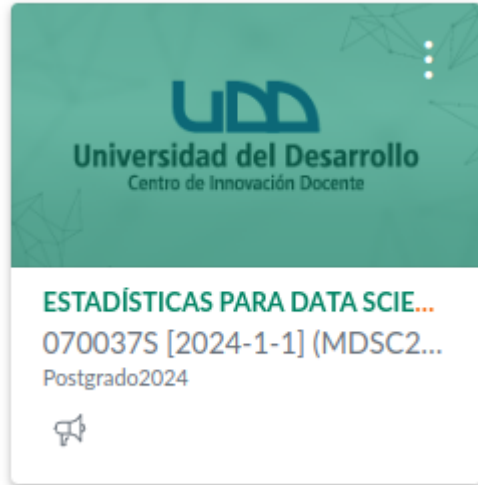 UDD
Universidad del Desarrollo
Centro de Innovación Docente
ESTADÍSTICAS PARA DATA SCIE...
070037S [2024-1-1] (MDSC2...
Postgrado2024